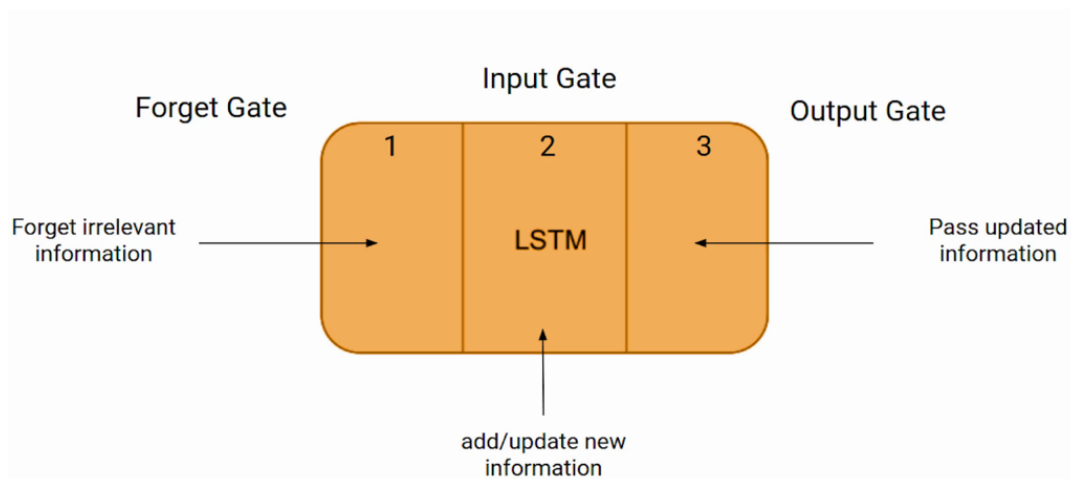 Input Gate
Forget Gate
Output Gate
1
2
3
Forget irrelevant
information
LSTM
Pass updated
information
add/update new
information